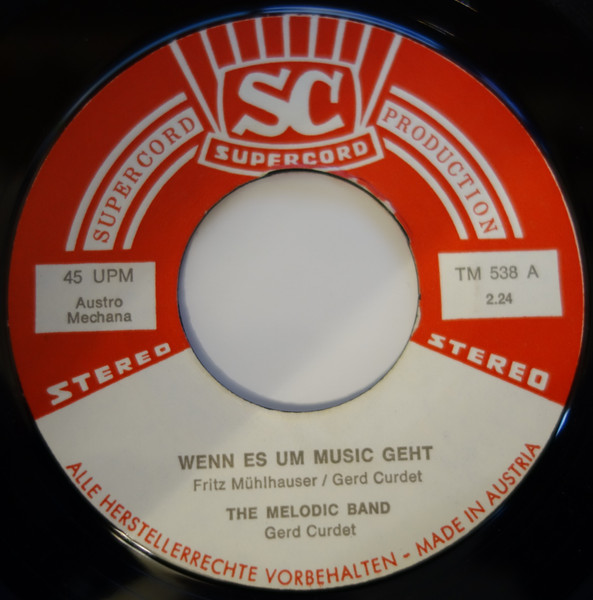 SC
SUPERCORD
SUPERCORD
PRODUCTION
45 UPM
Austro
Mechana
TM 538 A
2.24
STEREO
STEREO
WENN ES UM MUSIC GEHT
Fritz Mühlhauser / Gerd Curdet
THE MELODIC BAND
Gerd Curdet
ALLE HERSTELLERRECHTE VORBEHALTEN - MADE IN AUSTRIA